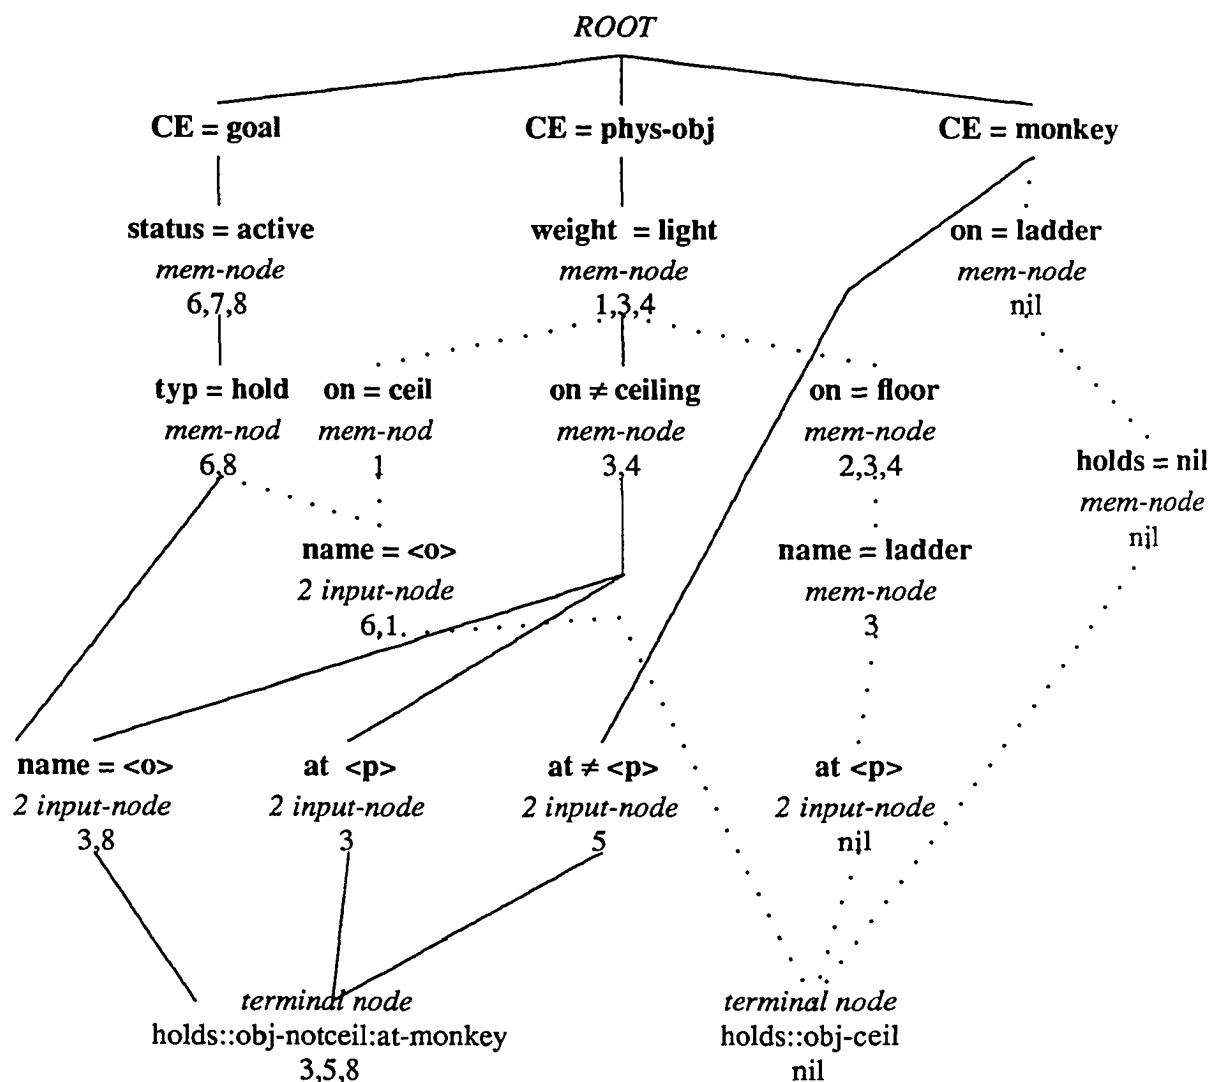 ROOT
CE = goal
CE = phys-obj
CE = monkey
status = active
mem-node
6,7,8
weight = light
mem-node
1,3,4
on = ladder
mem-node
nil
typ = hold
mem-nod
6,8
on = ceil
mem-nod
1
on ≠ ceiling
mem-node
3,4
on = floor
mem-node
2,3,4
holds = nil
mem-node
nil
name = <o>
2 input-node
6,1
name = ladder
mem-node
3
name = <o>
2 input-node
3,8
at <p>
2 input-node
3
at ≠ <p>
2 input-node
5
at <p>
2 input-node
nil
terminal node
holds::obj-notceil:at-monkey
3,5,8
terminal node
holds::obj-ceil
nil